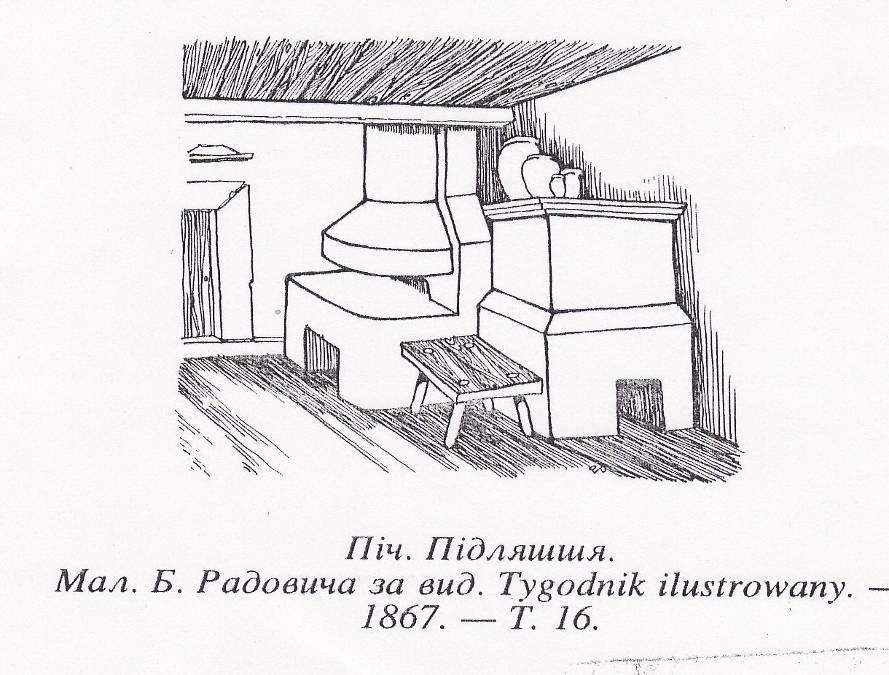 Піч. Підляшшя.
Мал. Б. Радовича за вид. Tygodnik ilustrowany. —
1867. — Т. 16.